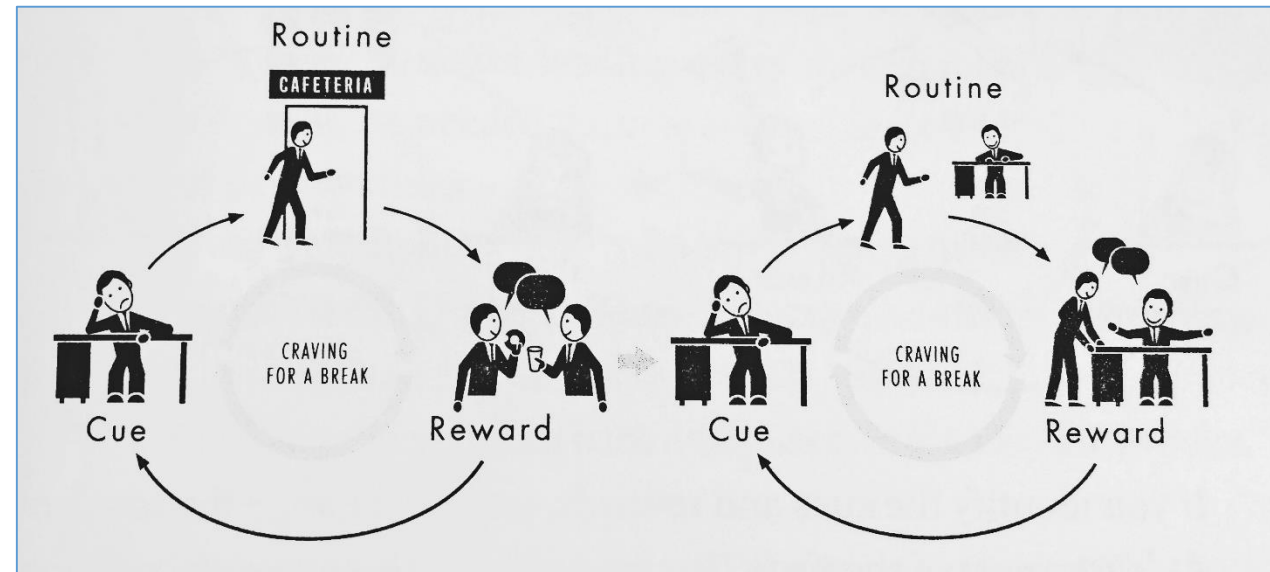 Routine
CAFETERIA
CRAVING
FOR A BREAK
Cue
Reward
Routine
CRAVING
FOR A BREAK
Cue
Reward